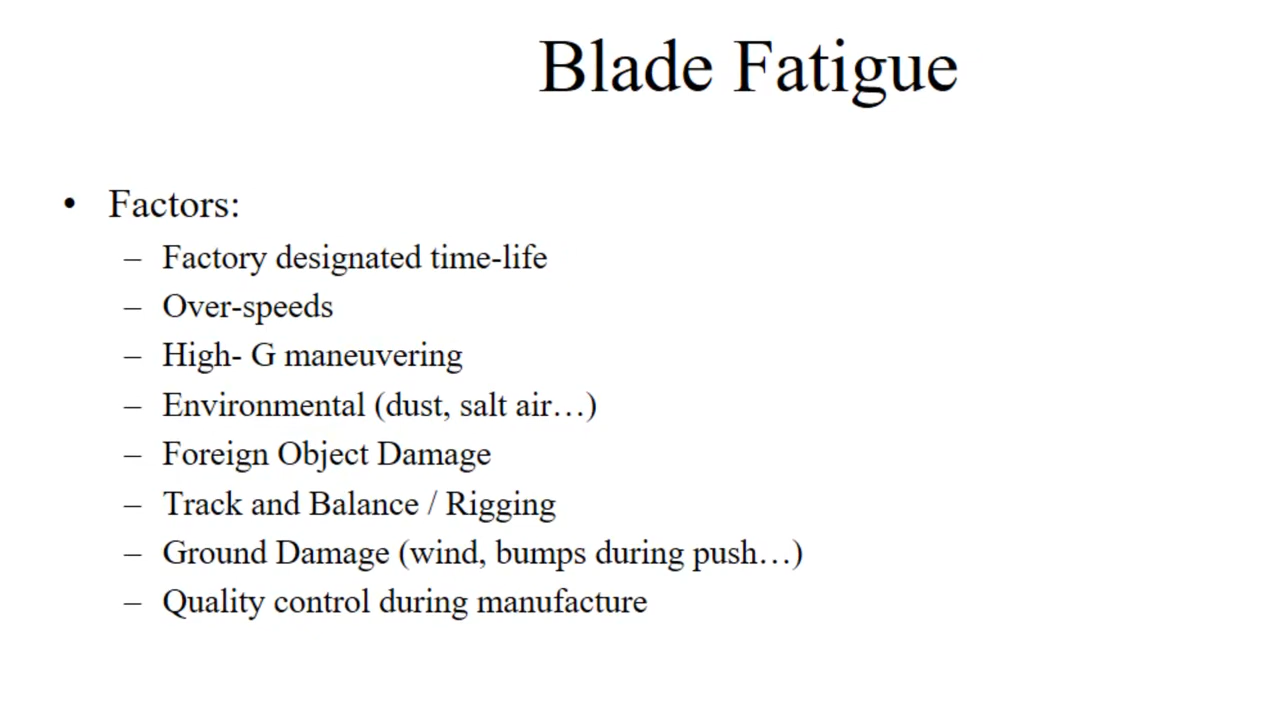 Blade Fatigue
• Factors:
– Factory designated time-life
– Over-speeds
– High- G maneuvering
– Environmental (dust, salt air…)
– Foreign Object Damage
– Track and Balance / Rigging
– Ground Damage (wind, bumps during push…)
– Quality control during manufacture